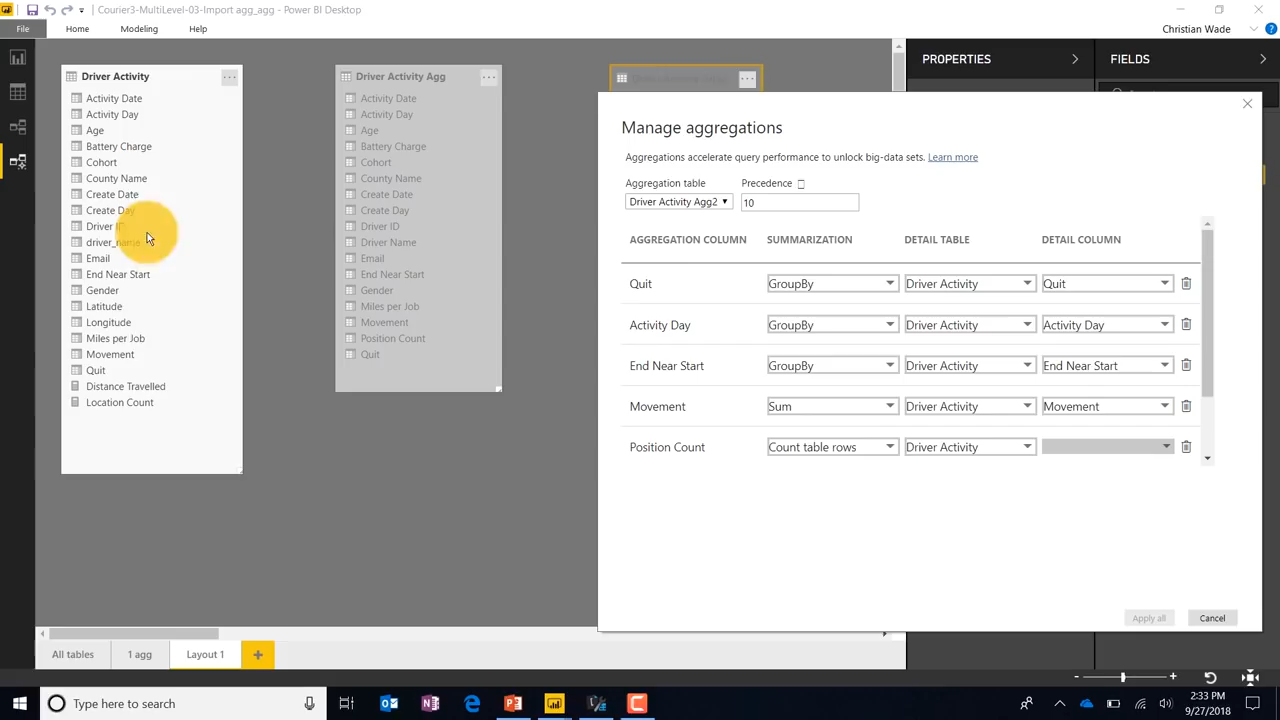 Courier3-MultiLevel-03-Import agg_agg - Power BI Desktop
File
Home
Modeling
Help
Christian Wade
Driver Activity
Activity Date
Activity Day
Age
Battery Charge
Cohort
County Name
Create Date
Create Day
Driver ID
driver_name
Email
End Near Start
Gender
Latitude
Longitude
Miles per Job
Movement
Quit
Distance Travelled
Location Count
Driver Activity Agg
Activity Date
Activity Day
Age
Battery Charge
Cohort
County Name
Create Date
Create Day
Driver ID
Driver Name
Email
End Near Start
Gender
Miles per Job
Movement
Position Count
Quit
PROPERTIES
FIELDS
Manage aggregations
Aggregations accelerate query performance to unlock big-data sets. Learn more
Aggregation table
Precedence
Driver Activity Agg2
10
AGGREGATION COLUMN SUMMARIZATION DETAIL TABLE DETAIL COLUMN
Quit GroupBy Driver Activity Quit
Activity Day GroupBy Driver Activity Activity Day
End Near Start GroupBy Driver Activity End Near Start
Movement Sum Driver Activity Movement
Position Count Count table rows Driver Activity
Apply all
Cancel
All tables
1 agg
Layout 1
Type here to search
2:33 PM
9/27/2018